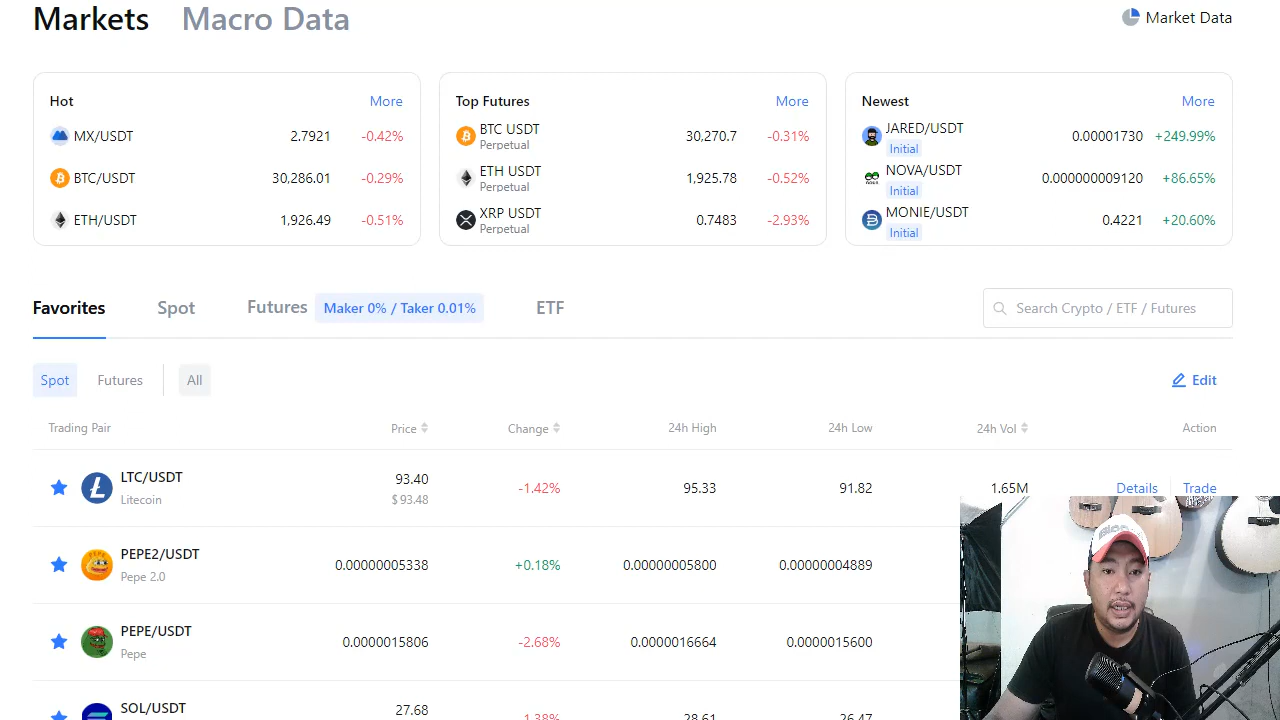 Markets Macro Data Market Data
Hot More
MX/USDT 2.7921 -0.42%
BTC/USDT 30,286.01 -0.29%
ETH/USDT 1,926.49 -0.51%
Top Futures More
BTC USDT 30,270.7 -0.31%
Perpetual
ETH USDT 1,925.78 -0.52%
Perpetual
XRP USDT 0.7483 -2.93%
Perpetual
Newest More
JARED/USDT 0.00001730 +249.99%
Initial
NOVA/USDT 0.000000009120 +86.65%
Initial
MONIE/USDT 0.4221 +20.60%
Initial
Favorites Spot Futures Maker 0% / Taker 0.01% ETF Search Crypto / ETF / Futures
Spot Futures All Edit
Trading Pair Price Change 24h High 24h Low 24h Vol Action
LTC/USDT 93.40 -1.42% 95.33 91.82 1.65M Details Trade
Litecoin $ 93.48
PEPE2/USDT 0.00000005338 +0.18% 0.00000005800 0.00000004889
Pepe 2.0
PEPE/USDT 0.0000015806 -2.68% 0.0000016664 0.0000015600
Pepe
SOL/USDT 27.68 -1.38% 28.61 26.47